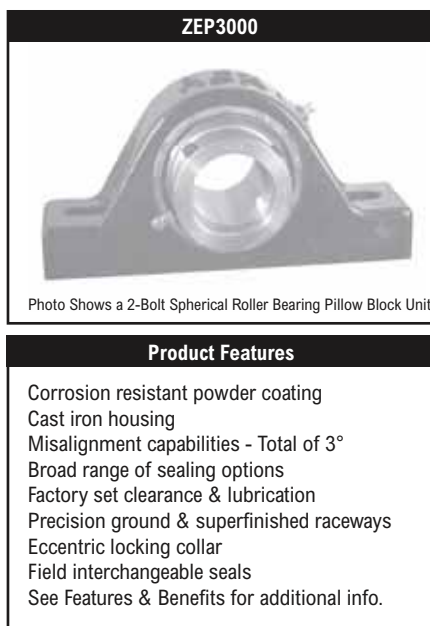 ZEP3000
Photo Shows a 2-Bolt Spherical Roller Bearing Pillow Block Unit
Product Features
Corrosion resistant powder coating
Cast iron housing
Misalignment capabilities - Total of 3°
Broad range of sealing options
Factory set clearance & lubrication
Precision ground & superfinished raceways
Eccentric locking collar
Field interchangeable seals
See Features & Benefits for additional info.